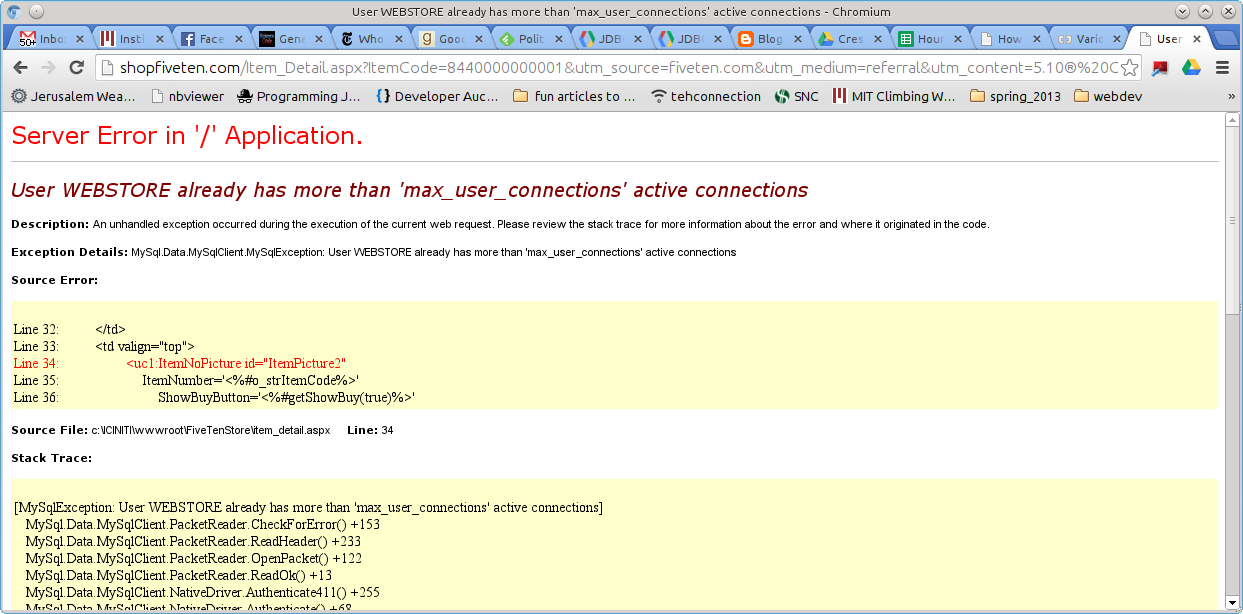 User WEBSTORE already has more than 'max_user_connections' active connections - Chromium
50+ Inbo Insti Face Gene Who Goo Polit JDB JDB Blog Cres Hour How Vario User
shopfiveten.com/Item_Detail.aspx?ItemCode=8440000000001&utm_source=fiveten.com&utm_medium=referral&utm_content=5.10®%20C
Jerusalem Wea... nbviewer Programming J... {} Developer Auc... fun articles to ... tehconnection SNC MIT Climbing W... spring_2013 webdev »
Server Error in '/' Application.
User WEBSTORE already has more than 'max_user_connections' active connections
Description: An unhandled exception occurred during the execution of the current web request. Please review the stack trace for more information about the error and where it originated in the code.
Exception Details: MySql.Data.MySqlClient.MySqlException: User WEBSTORE already has more than 'max_user_connections' active connections
Source Error:
Line 32: </td>
Line 33: <td valign="top">
Line 34: <uc1:ItemNoPicture id="ItemPicture2"
Line 35: ItemNumber='<%#o_strItemCode%>'
Line 36: ShowBuyButton='<%#getShowBuy(true)%>'
Source File: c:\ICINITI\wwwroot\FiveTenStore\item_detail.aspx Line: 34
Stack Trace:
[MySqlException: User WEBSTORE already has more than 'max_user_connections' active connections]
MySql.Data.MySqlClient.PacketReader.CheckForError() +153
MySql.Data.MySqlClient.PacketReader.ReadHeader() +233
MySql.Data.MySqlClient.PacketReader.OpenPacket() +122
MySql.Data.MySqlClient.PacketReader.ReadOk() +13
MySql.Data.MySqlClient.NativeDriver.Authenticate411() +255
MySql.Data.MySqlClient.NativeDriver.Authenticate() +68